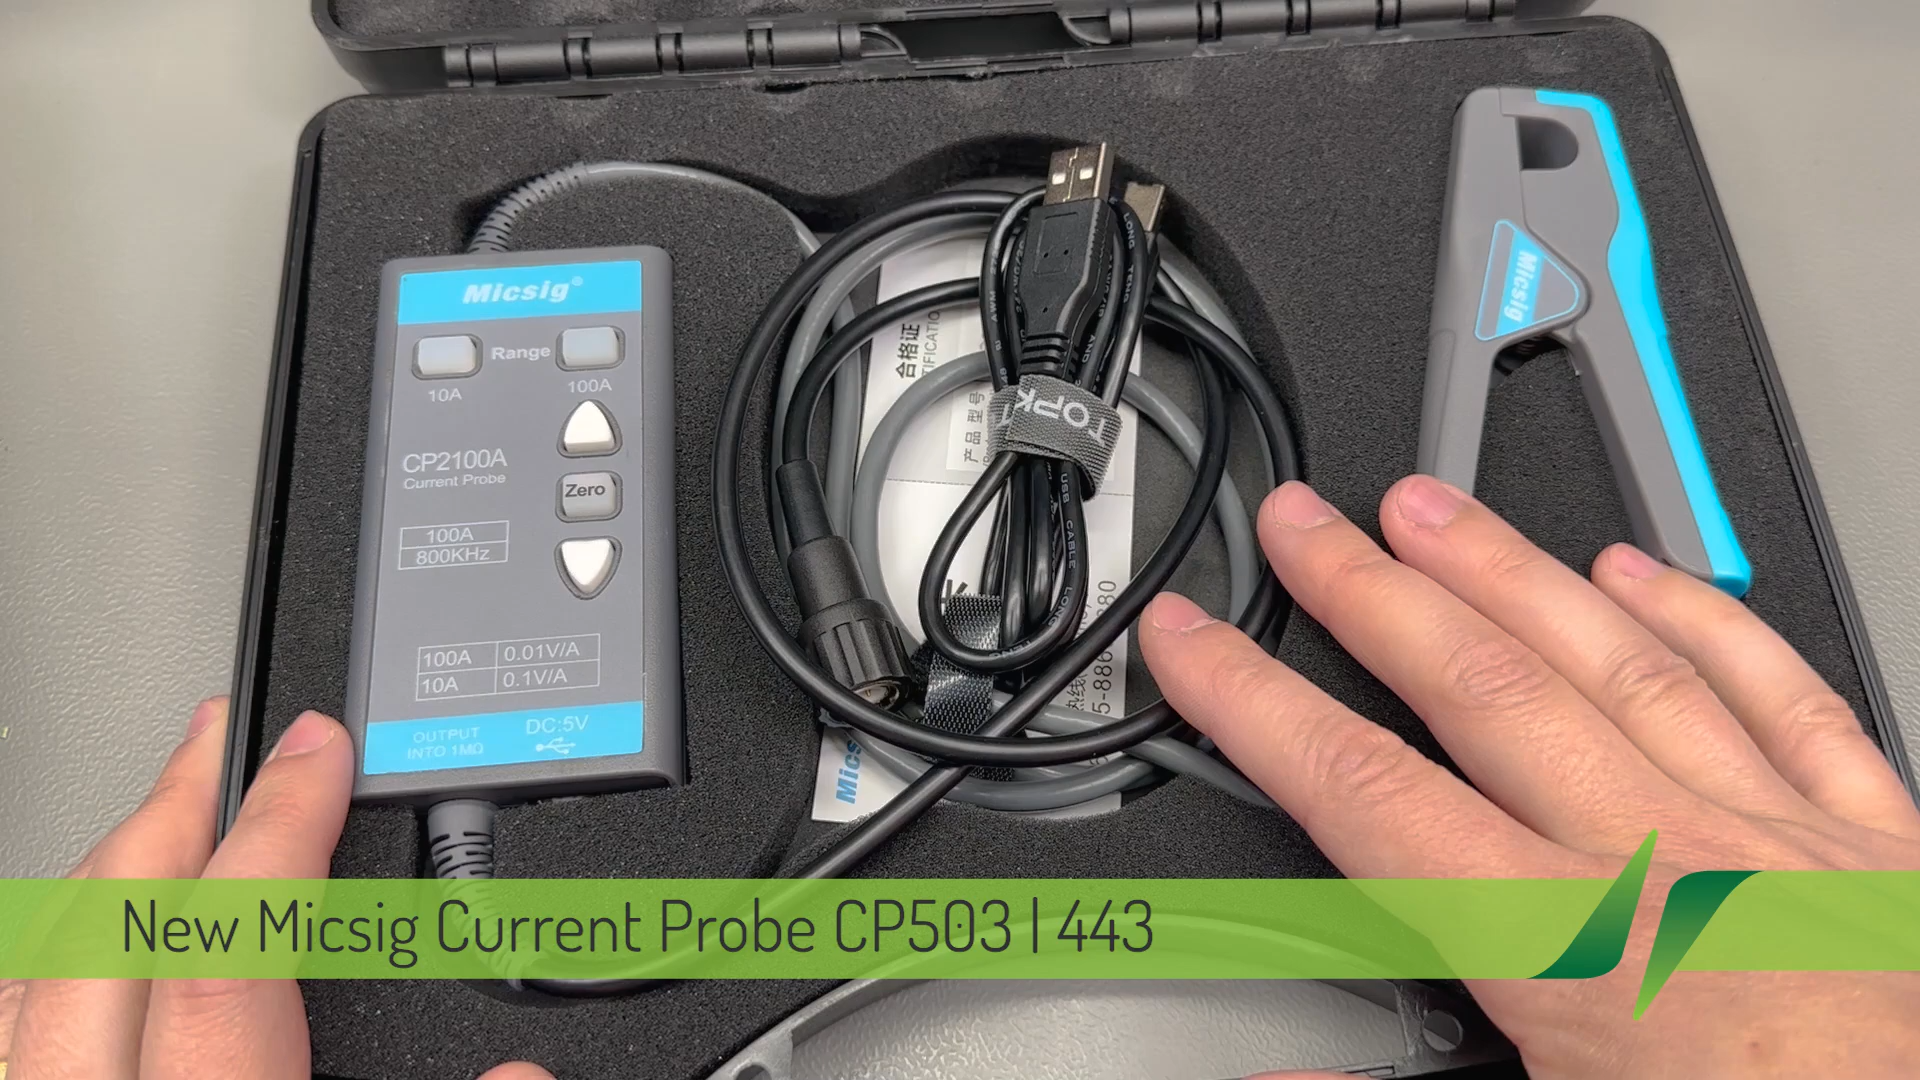 Micsig®
Range
10A
100A
CP2100A
Current Probe
Zero
100A
800KHz
100A 0.01V/A
10A 0.1V/A
OUTPUT
INTO 1MΩ
DC:5V
合格证
产品型号
TOPK
USB CABLE
Micsig
New Micsig Current Probe CP503 | 443